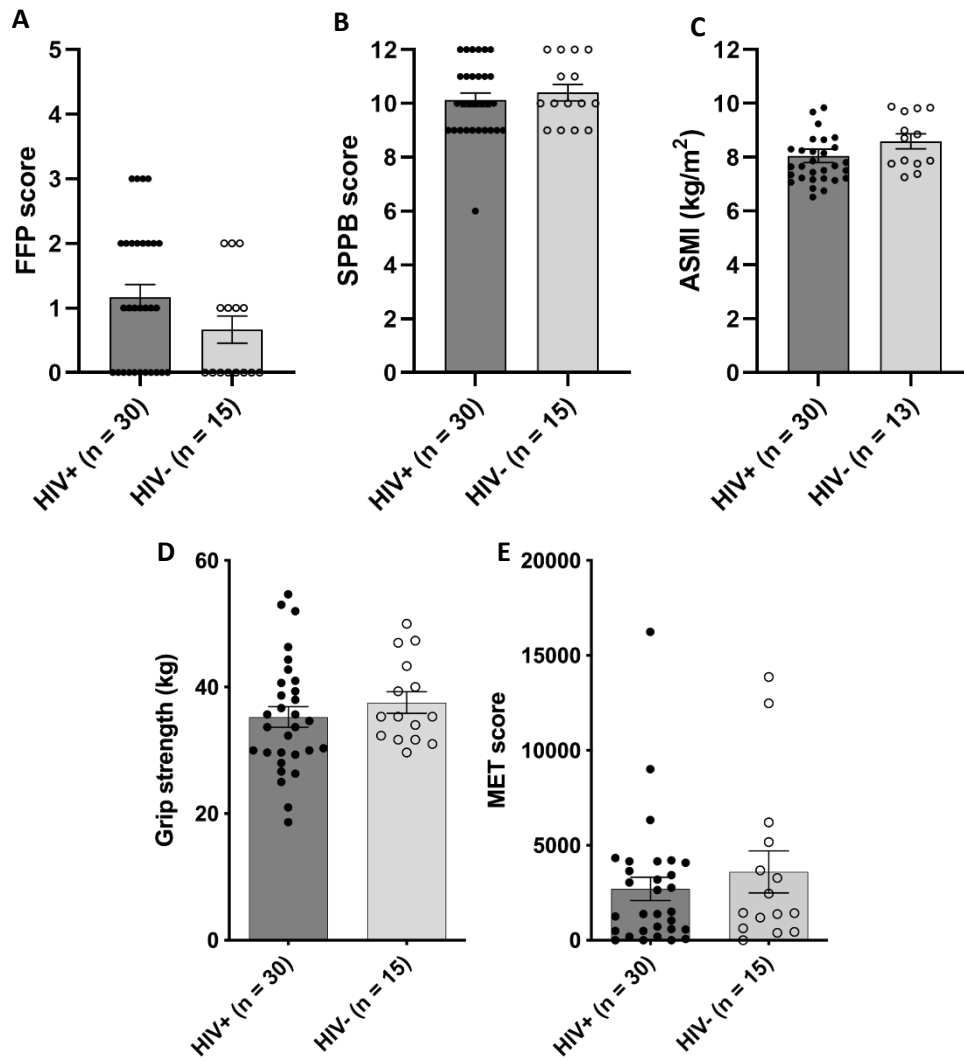 A
FFP score
5
4
3
2
1
0
HIV+ (n = 30)
HIV- (n = 15)
B
SPPB score
12
10
8
6
4
2
0
HIV+ (n = 30)
HIV- (n = 15)
C
ASMI (kg/m²)
12
10
8
6
4
2
0
HIV+ (n = 30)
HIV- (n = 13)
D
Grip strength (kg)
60
40
20
0
HIV+ (n = 30)
HIV- (n = 15)
E
MET score
20000
15000
10000
5000
0
HIV+ (n = 30)
HIV- (n = 15)